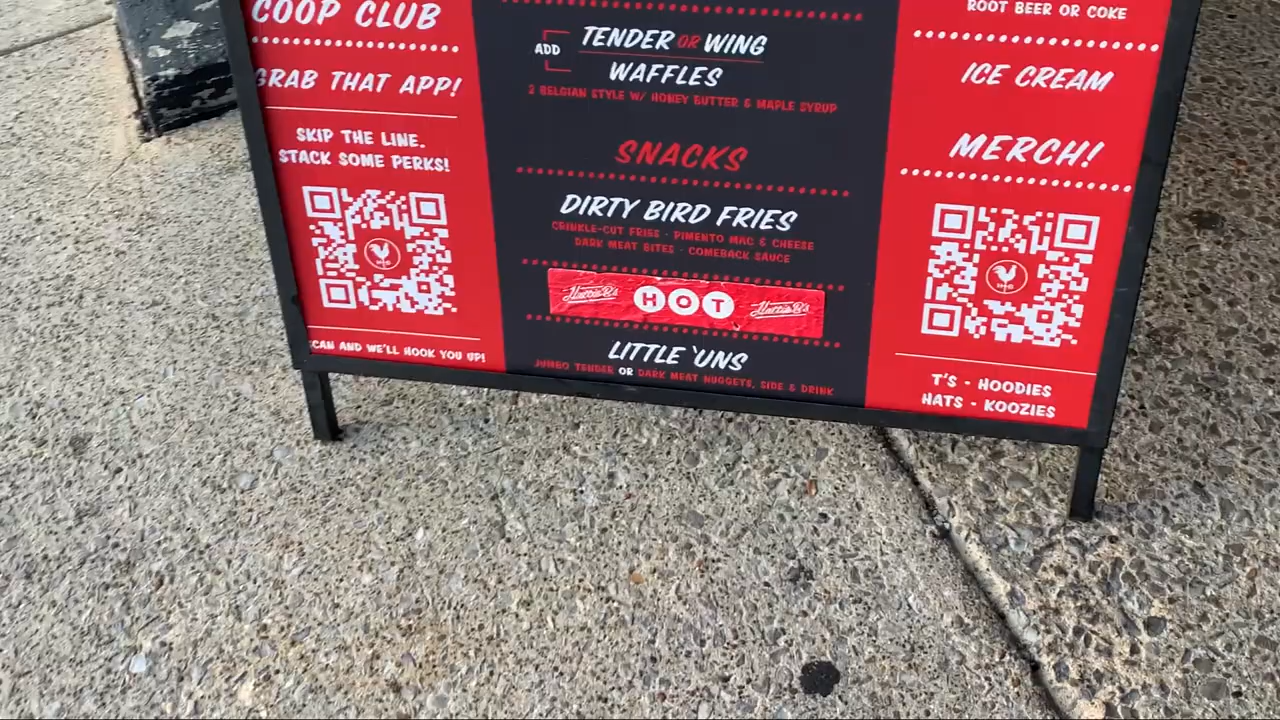 COOP CLUB
GRAB THAT APP!
SKIP THE LINE.
STACK SOME PERKS!
SCAN AND WE'LL HOOK YOU UP!
ADD
TENDER OR WING
WAFFLES
2 BELGIAN STYLE W/ HONEY BUTTER & MAPLE SYRUP
SNACKS
DIRTY BIRD FRIES
CRINKLE-CUT FRIES · PIMENTO MAC & CHEESE
DARK MEAT BITES · COMEBACK SAUCE
Hattie B's HOT Hattie B's
LITTLE 'UNS
JUMBO TENDER OR DARK MEAT NUGGETS, SIDE & DRINK
ROOT BEER OR COKE
ICE CREAM
MERCH!
T'S - HOODIES
HATS - KOOZIES